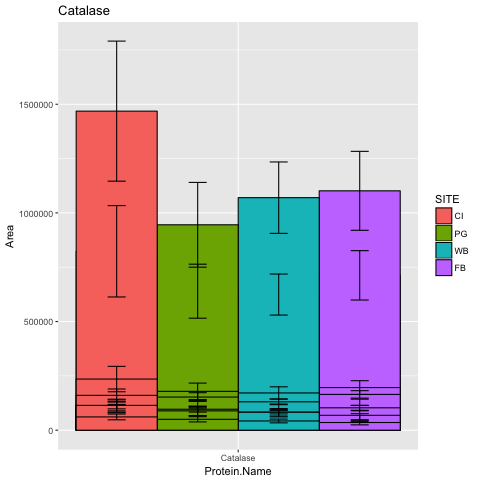 Catalase
1500000
1000000
500000
0
Area
Catalase
Protein.Name
SITE
CI
PG
WB
FB